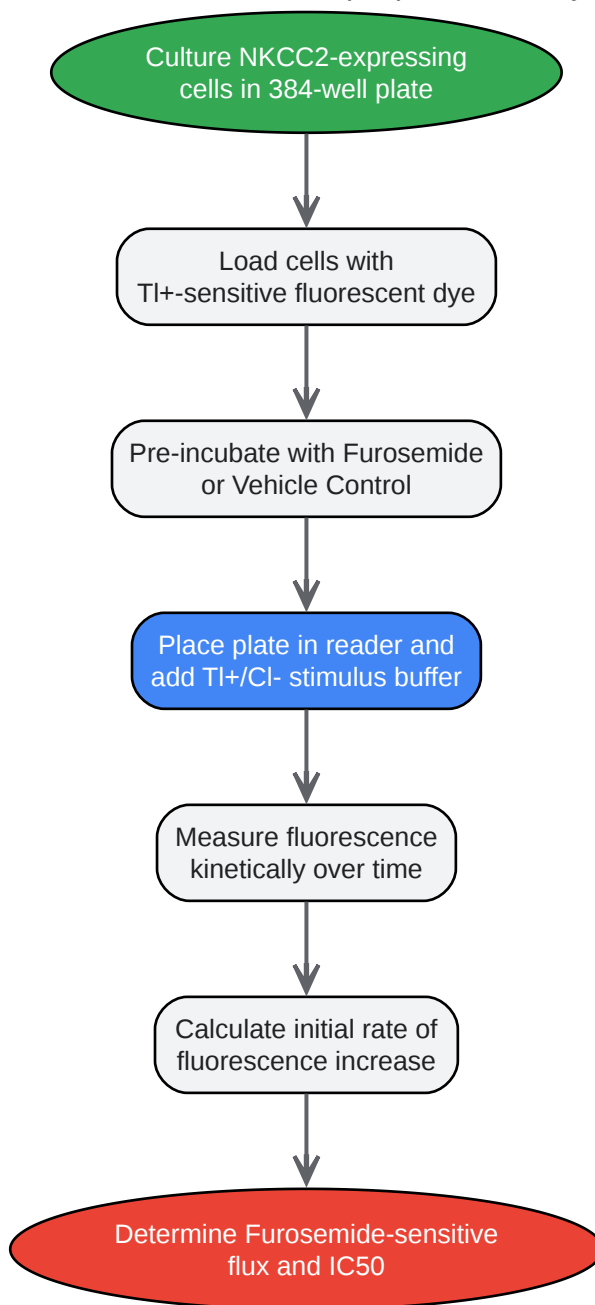 Culture NKCC2-expressing
cells in 384-well plate
Load cells with
Tl+-sensitive fluorescent dye
Pre-incubate with Furosemide
or Vehicle Control
Place plate in reader and
add Tl+/Cl- stimulus buffer
Measure fluorescence
kinetically over time
Calculate initial rate of
fluorescence increase
Determine Furosemide-sensitive
flux and IC50